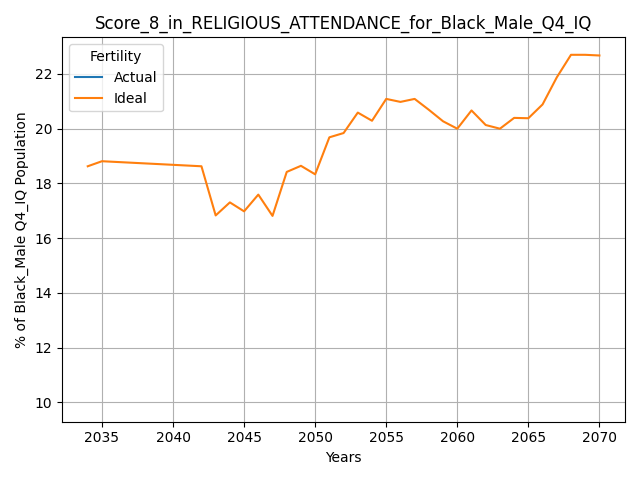 Score_8_in_RELIGIOUS_ATTENDANCE_for_Black_Male_Q4_IQ
Fertility
Actual
Ideal
% of Black_Male Q4_IQ Population
22
20
18
16
14
12
10
2035 2040 2045 2050 2055 2060 2065 2070
Years